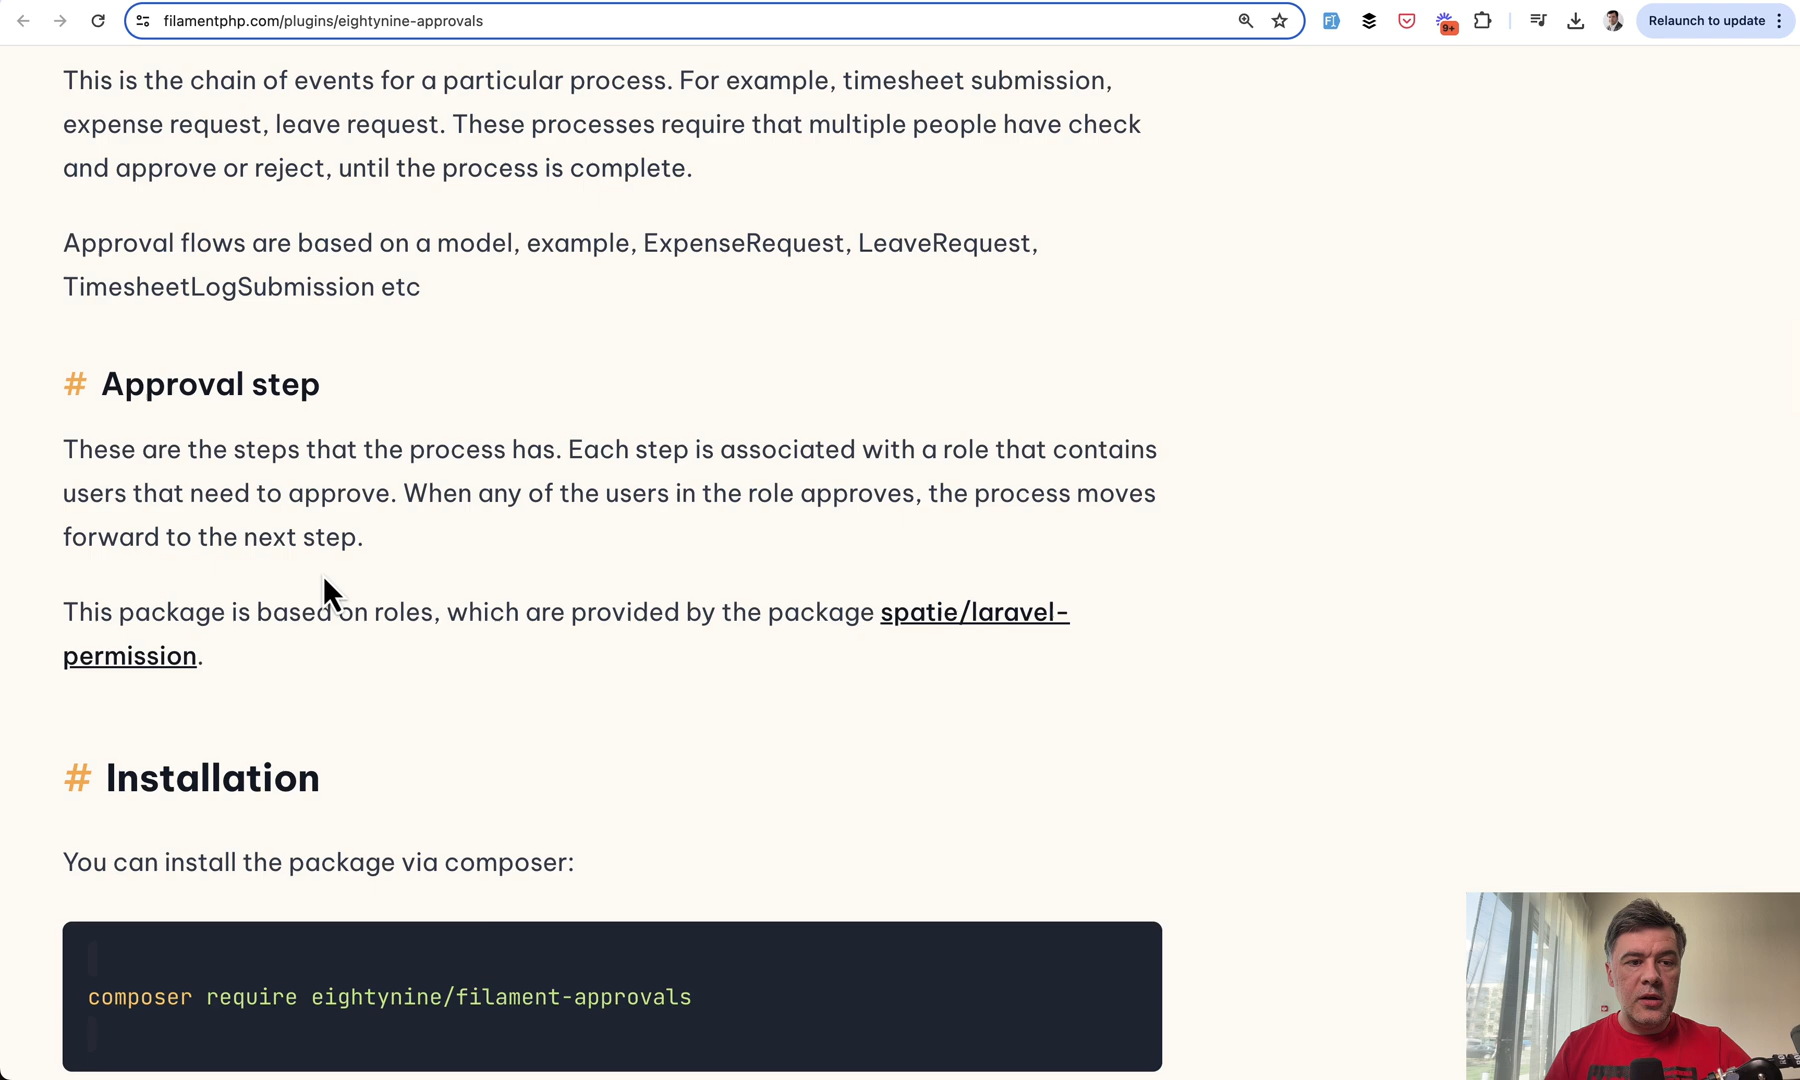 filamentphp.com/plugins/eightynine-approvals
9+
Relaunch to update
This is the chain of events for a particular process. For example, timesheet submission,
expense request, leave request. These processes require that multiple people have check
and approve or reject, until the process is complete.
Approval flows are based on a model, example, ExpenseRequest, LeaveRequest,
TimesheetLogSubmission etc
# Approval step
These are the steps that the process has. Each step is associated with a role that contains
users that need to approve. When any of the users in the role approves, the process moves
forward to the next step.
This package is based on roles, which are provided by the package spatie/laravel-
permission.
# Installation
You can install the package via composer:
composer require eightynine/filament-approvals